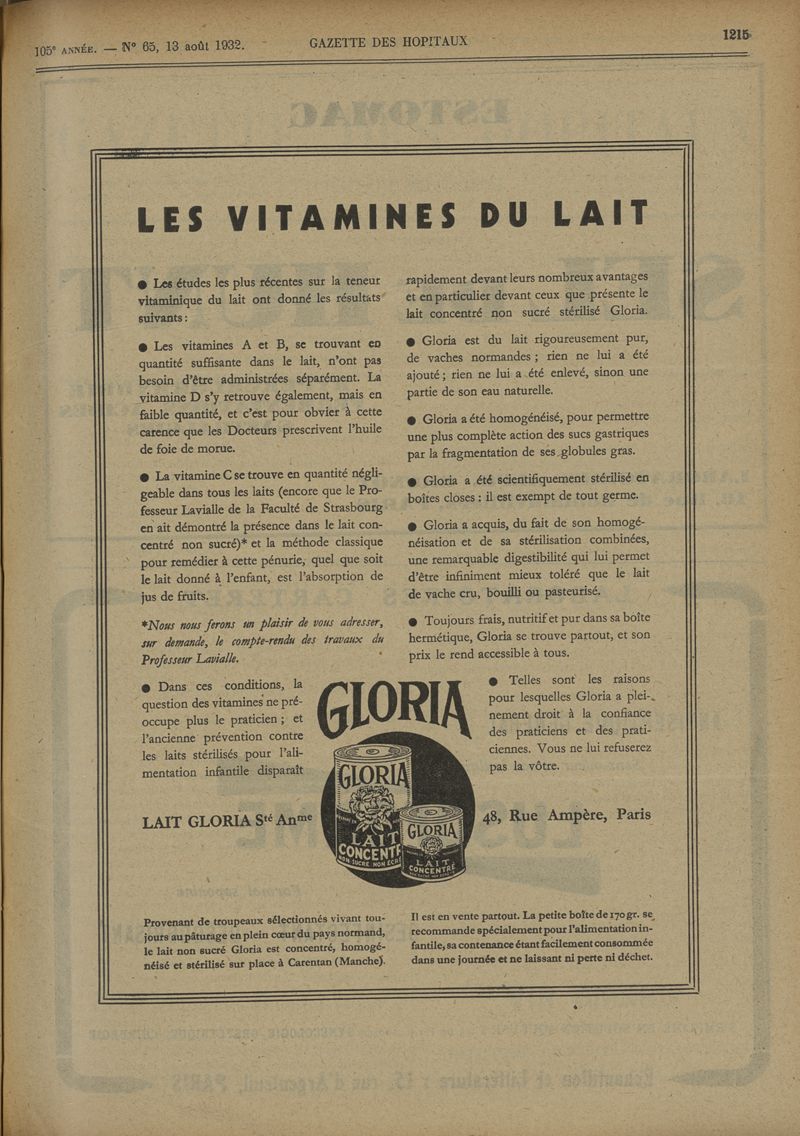 105e ANNÉE. — No 65, 13 août 1932.
GAZETTE DES HOPITAUX
1215
LES VITAMINES DU LAIT
● Les études les plus récentes sur la teneur
vitaminique du lait ont donné les résultats
suivants :
● Les vitamines A et B, se trouvant en
quantité suffisante dans le lait, n'ont pas
besoin d'être administrées séparément. La
vitamine D s'y retrouve également, mais en
faible quantité, et c'est pour obvier à cette
carence que les Docteurs prescrivent l'huile
de foie de morue.
● La vitamine C se trouve en quantité négli-
geable dans tous les laits (encore que le Pro-
fesseur Lavialle de la Faculté de Strasbourg
en ait démontré la présence dans le lait con-
centré non sucré)* et la méthode classique
pour remédier à cette pénurie, quel que soit
le lait donné à l'enfant, est l'absorption de
jus de fruits.
*Nous nous ferons un plaisir de vous adresser,
sur demande, le compte-rendu des travaux du
Professeur Lavialle.
● Dans ces conditions, la
question des vitamines ne pré-
occupe plus le praticien ; et
l'ancienne prévention contre
les laits stérilisés pour l'ali-
mentation infantile disparaît
rapidement devant leurs nombreux avantages
et en particulier devant ceux que présente le
lait concentré non sucré stérilisé Gloria.
● Gloria est du lait rigoureusement pur,
de vaches normandes ; rien ne lui a été
ajouté ; rien ne lui a été enlevé, sinon une
partie de son eau naturelle.
● Gloria a été homogénéisé, pour permettre
une plus complète action des sucs gastriques
par la fragmentation de ses globules gras.
● Gloria a été scientifiquement stérilisé en
boîtes closes : il est exempt de tout germe.
● Gloria a acquis, du fait de son homogé-
néisation et de sa stérilisation combinées,
une remarquable digestibilité qui lui permet
d'être infiniment mieux toléré que le lait
de vache cru, bouilli ou pasteurisé.
● Toujours frais, nutritif et pur dans sa boîte
hermétique, Gloria se trouve partout, et son
prix le rend accessible à tous.
● Telles sont les raisons
pour lesquelles Gloria a plei-
nement droit à la confiance
des praticiens et des prati-
ciennes. Vous ne lui refuserez
pas la vôtre.
GLORIA
GLORIA
LAIT
CONCENTRÉ
NON SUCRÉ NON ÉCRÉMÉ
GLORIA
LAIT
CONCENTRÉ
LAIT GLORIA Sté Anme
48, Rue Ampère, Paris
Provenant de troupeaux sélectionnés vivant tou-
jours au pâturage en plein cœur du pays normand,
le lait non sucré Gloria est concentré, homogé-
néisé et stérilisé sur place à Carentan (Manche).
Il est en vente partout. La petite boîte de 170 gr. se
recommande spécialement pour l'alimentation in-
fantile, sa contenance étant facilement consommée
dans une journée et ne laissant ni perte ni déchet.